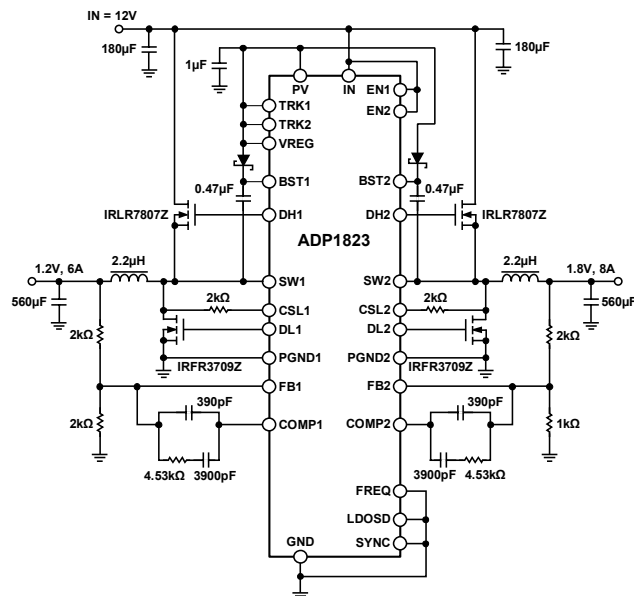 IN = 12V
180µF
1µF
180µF
PV
IN
EN1
EN2
TRK1
TRK2
VREG
BST1
BST2
0.47µF
0.47µF
IRLR7807Z
DH1
DH2
IRLR7807Z
ADP1823
1.2V, 6A
2.2µH
SW1
SW2
2.2µH
1.8V, 8A
560µF
2kΩ
CSL1
CSL2
2kΩ
560µF
2kΩ
DL1
DL2
2kΩ
IRFR3709Z
PGND1
PGND2
IRFR3709Z
FB1
FB2
390pF
390pF
2kΩ
COMP1
COMP2
1kΩ
4.53kΩ
3900pF
3900pF
4.53kΩ
FREQ
LDOSD
SYNC
GND